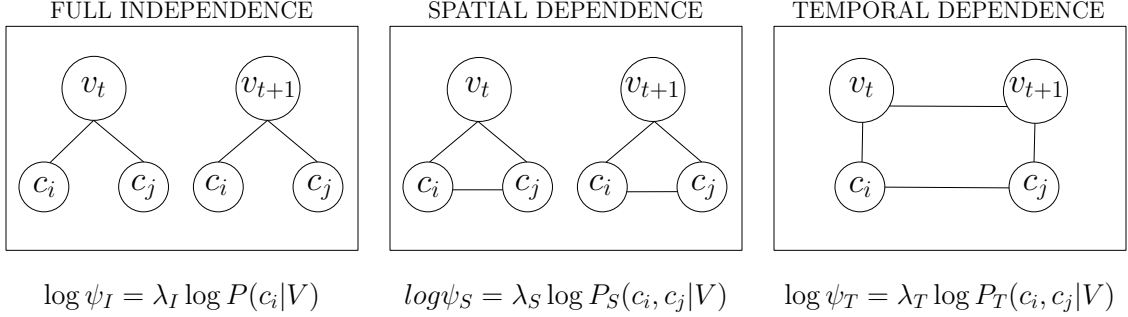 FULL INDEPENDENCE
SPATIAL DEPENDENCE
TEMPORAL DEPENDENCE
v_t v_{t+1} v_t v_{t+1} v_t v_{t+1}
c_i c_j c_i c_j c_i c_j c_i c_j c_i c_j
log ψ_I = λ_I log P(c_i|V)
logψ_S = λ_S log P_S(c_i, c_j|V)
log ψ_T = λ_T log P_T(c_i, c_j|V)